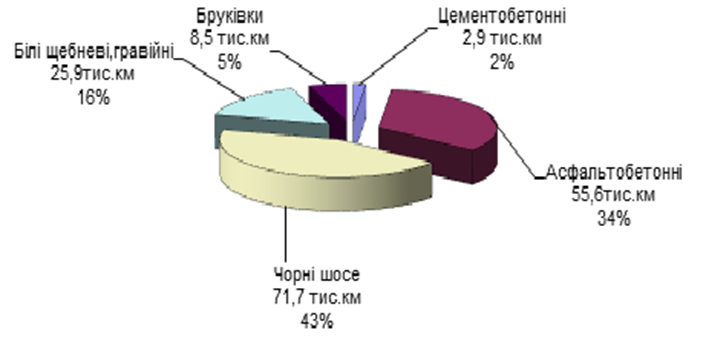 Бруківки
8,5 тис.км
5%
Цементобетонні
2,9 тис.км
2%
Білі щебневі,гравійні
25,9тис.км
16%
Асфальтобетонні
55,6тис.км
34%
Чорні шосе
71,7 тис.км
43%